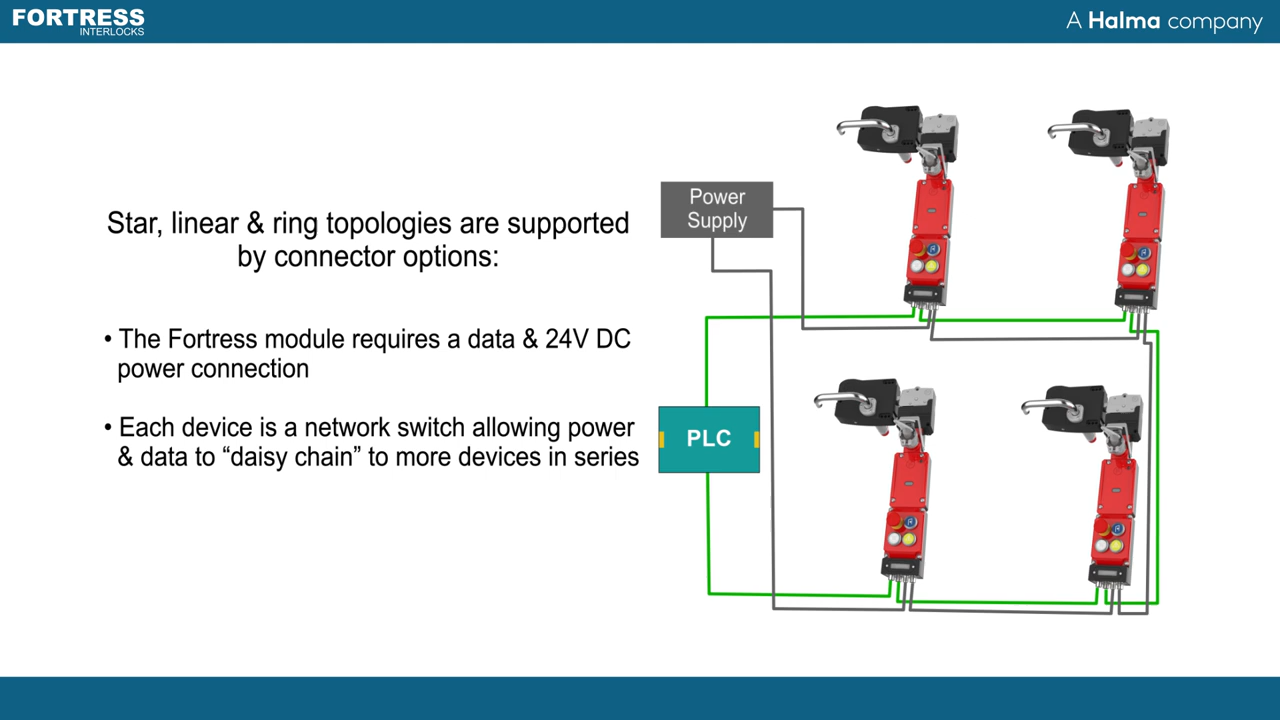 FORTRESS
INTERLOCKS
A Halma company
Star, linear & ring topologies are supported
by connector options:
• The Fortress module requires a data & 24V DC
power connection
• Each device is a network switch allowing power
& data to “daisy chain” to more devices in series
Power
Supply
PLC